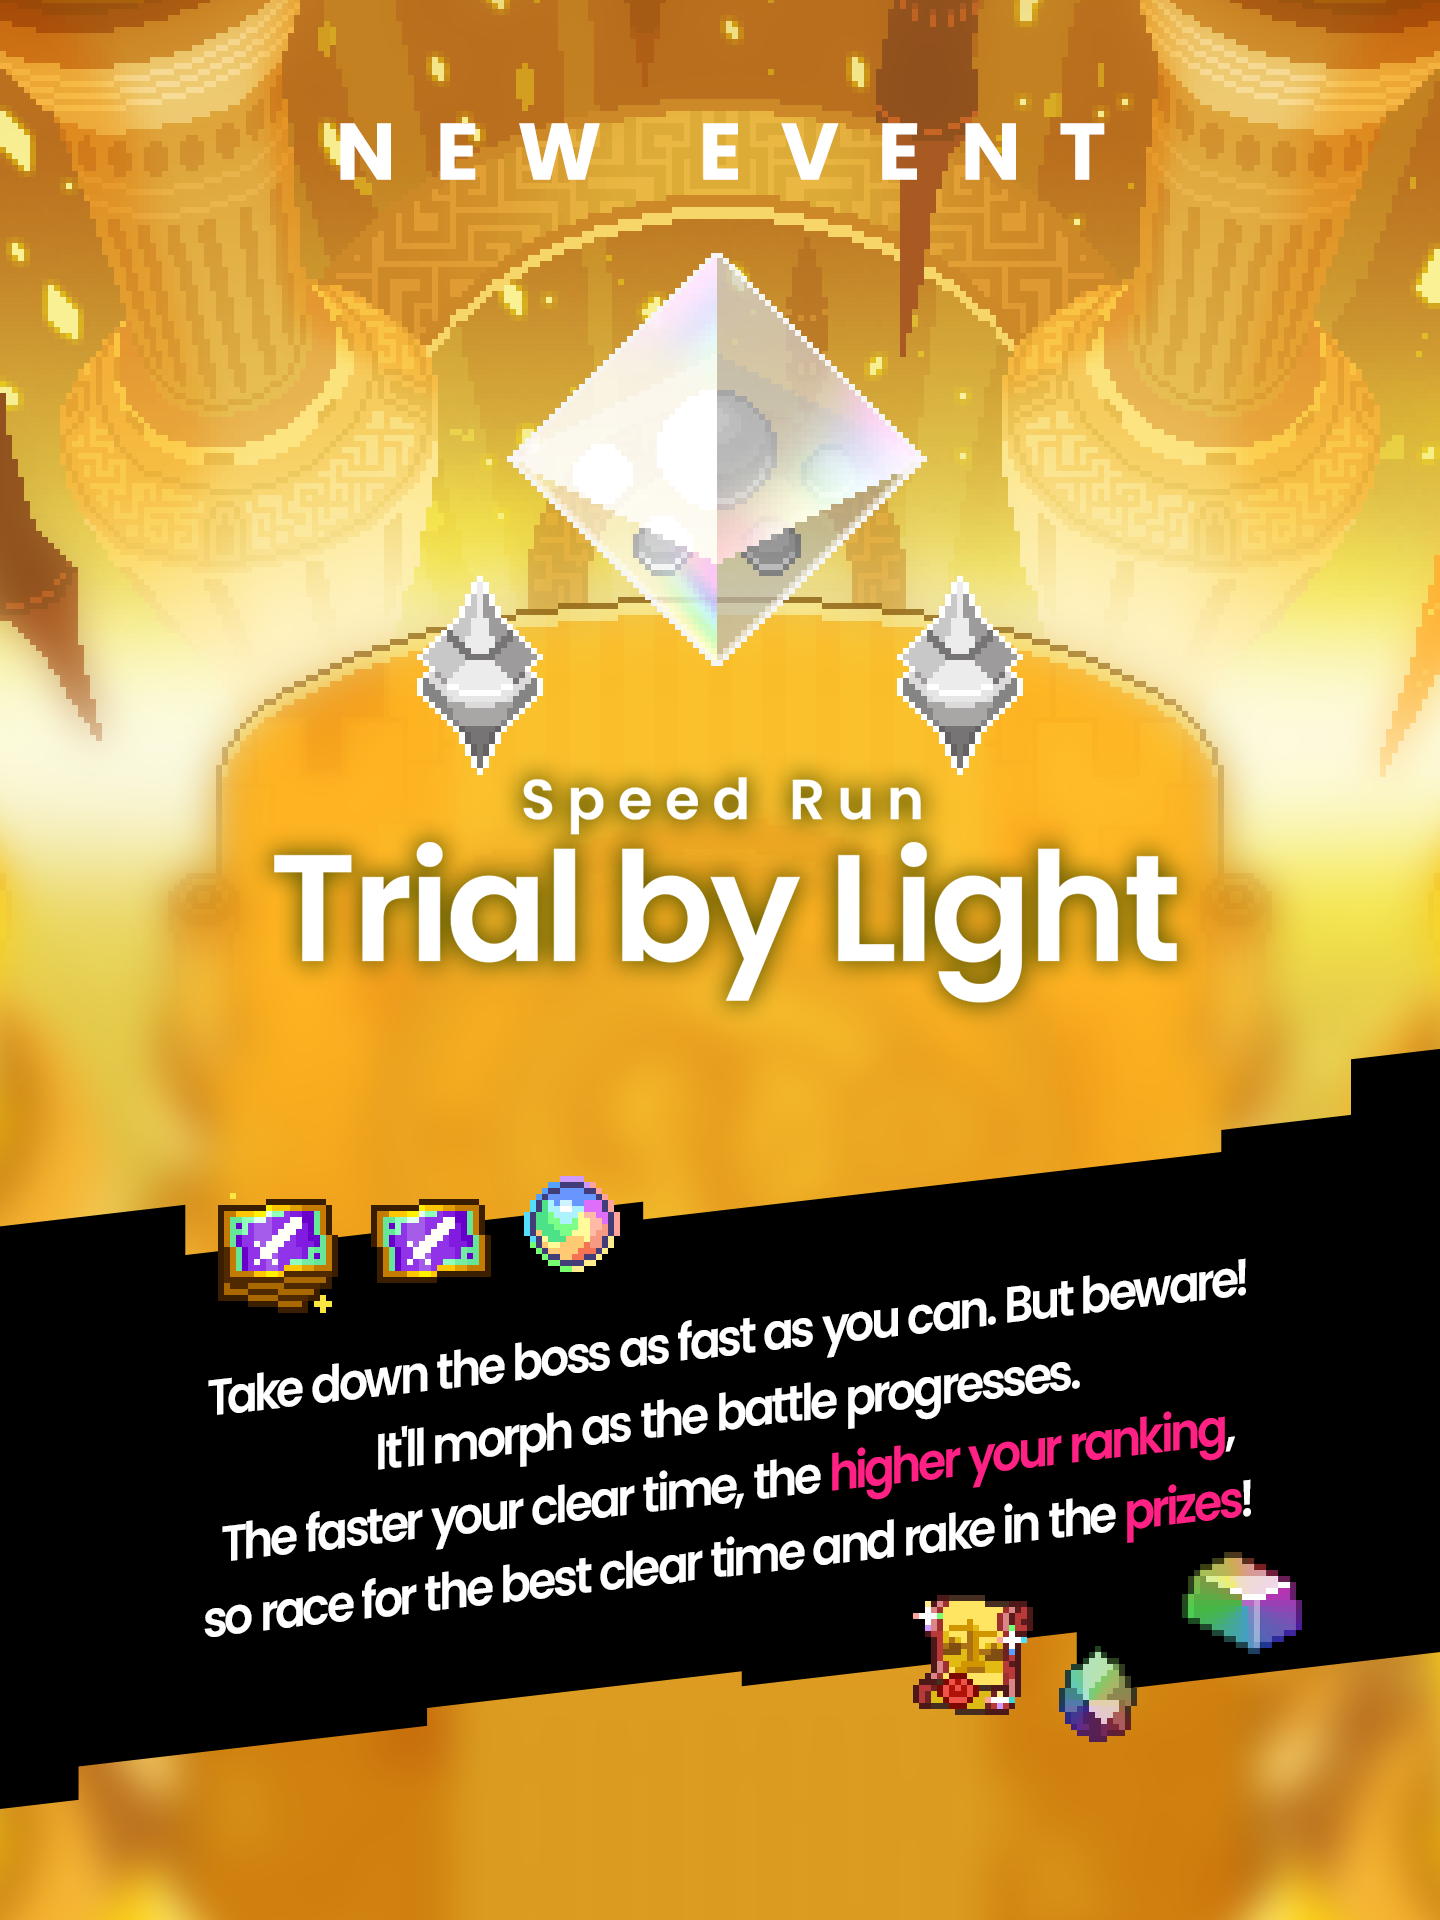 NEW EVENT
Speed Run
Trial by Light
Take down the boss as fast as you can. But beware!
It'll morph as the battle progresses.
The faster your clear time, the higher your ranking,
so race for the best clear time and rake in the prizes!